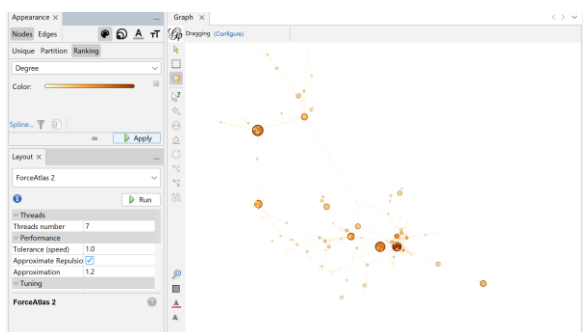 Appearance ×
Nodes Edges
Unique Partition Ranking
Degree
Color:
Spline...
Apply
Layout ×
ForceAtlas 2
Run
Threads
Threads number 7
Performance
Tolerance (speed) 1.0
Approximate Repulsio
Approximation 1.2
Tuning
ForceAtlas 2
Graph ×
Dragging (Configure)